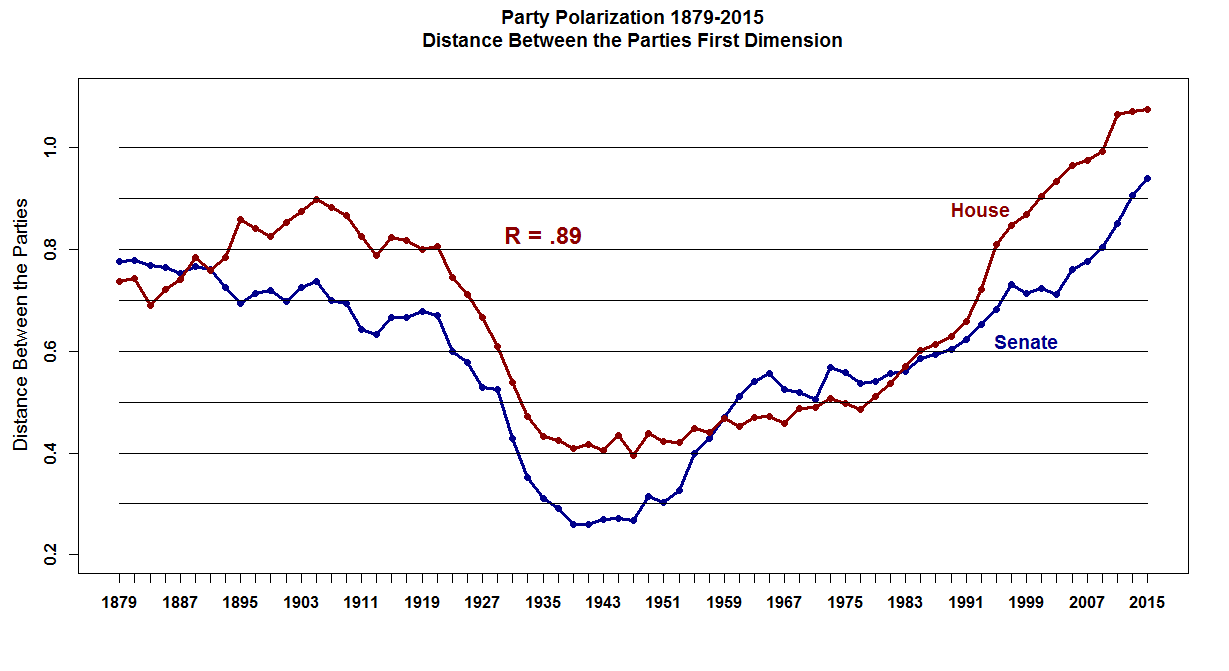 Party Polarization 1879-2015
Distance Between the Parties First Dimension
Distance Between the Parties
1.0
0.8
0.6
0.4
0.2
House
R = .89
Senate
1879 1887 1895 1903 1911 1919 1927 1935 1943 1951 1959 1967 1975 1983 1991 1999 2007 2015